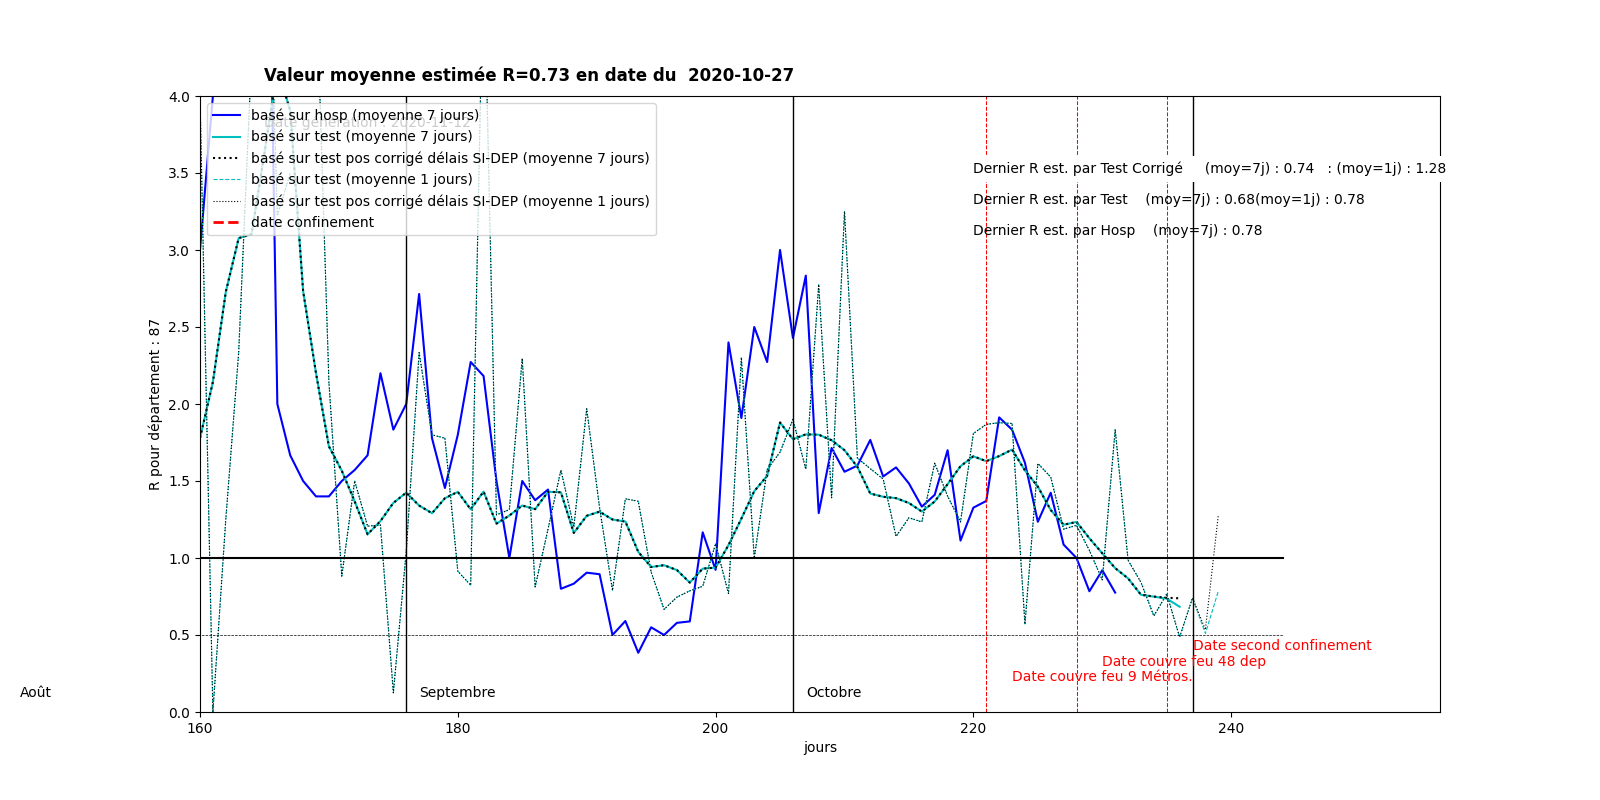 Valeur moyenne estimée R=0.73 en date du  2020-10-27
4.0
3.5
3.0
2.5
2.0
1.5
1.0
0.5
0.0
R pour département : 87
basé sur hosp (moyenne 7 jours)
Date génération : 2020-11-12
basé sur test (moyenne 7 jours)
basé sur test pos corrigé délais SI-DEP (moyenne 7 jours)
basé sur test (moyenne 1 jours)
basé sur test pos corrigé délais SI-DEP (moyenne 1 jours)
date confinement
Dernier R est. par Test Corrigé     (moy=7j) : 0.74   : (moy=1j) : 1.28
Dernier R est. par Test    (moy=7j) : 0.68(moy=1j) : 0.78
Dernier R est. par Hosp    (moy=7j) : 0.78
Date second confinement
Date couvre feu 48 dep
Date couvre feu 9 Métros.
Août
Septembre
Octobre
160
180
200
220
240
jours